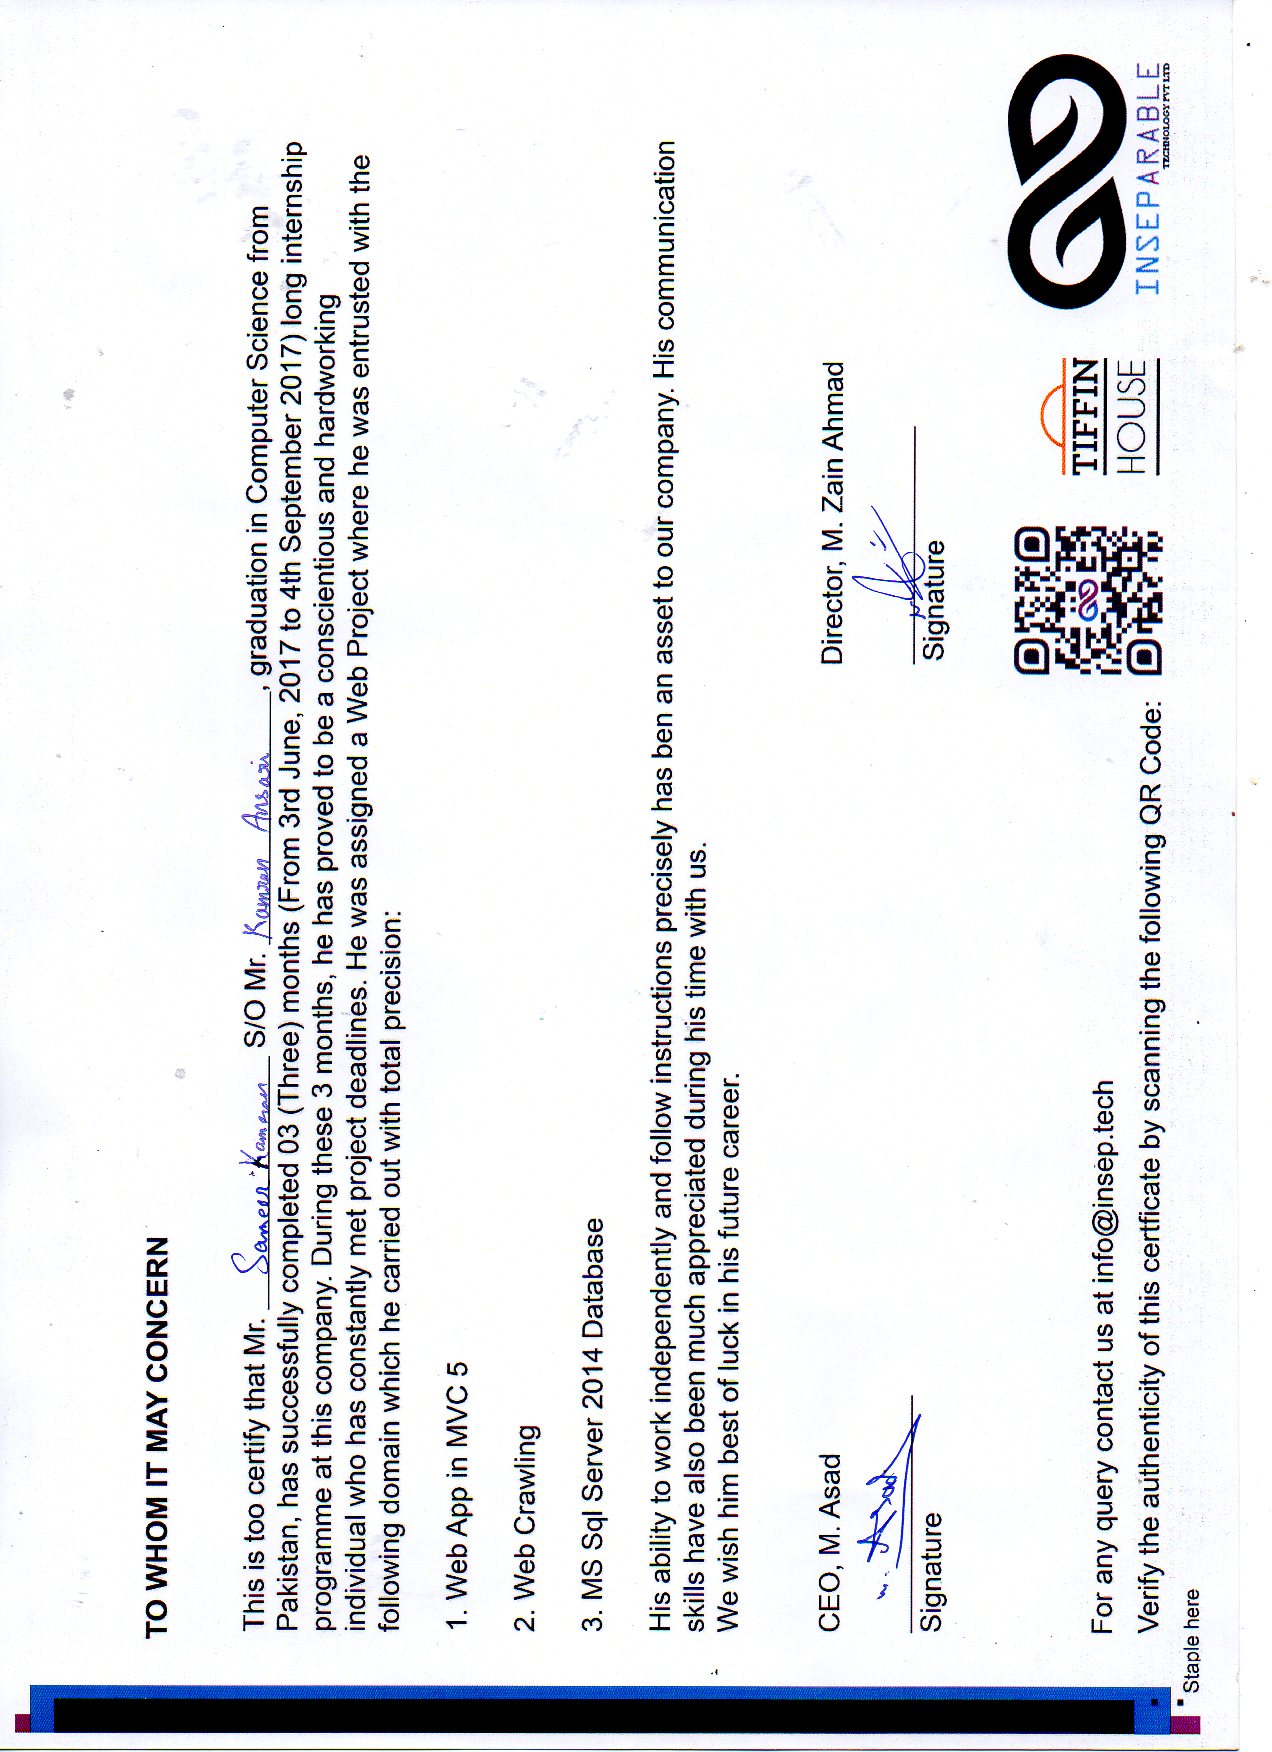 TO WHOM IT MAY CONCERN
This is too certify that Mr. Sameer Kameran S/O Mr. Kamren Ansari, graduation in Computer Science from
Pakistan, has successfully completed 03 (Three) months (From 3rd June, 2017 to 4th September 2017) long internship
programme at this company. During these 3 months, he has proved to be a conscientious and hardworking
individual who has constantly met project deadlines. He was assigned a Web Project where he was entrusted with the
following domain which he carried out with total precision:
1. Web App in MVC 5
2. Web Crawling
3. MS Sql Server 2014 Database
His ability to work independently and follow instructions precisely has ben an asset to our company. His communication
skills have also been much appreciated during his time with us.
We wish him best of luck in his future career.
CEO, M. Asad
M. Asad
Signature
Director, M. Zain Ahmad
Signature
For any query contact us at info@insep.tech
Verify the authenticity of this certficate by scanning the following QR Code:
TIFFIN
HOUSE
INSEPARABLE
TECHNOLOGY PVT LTD
Staple here